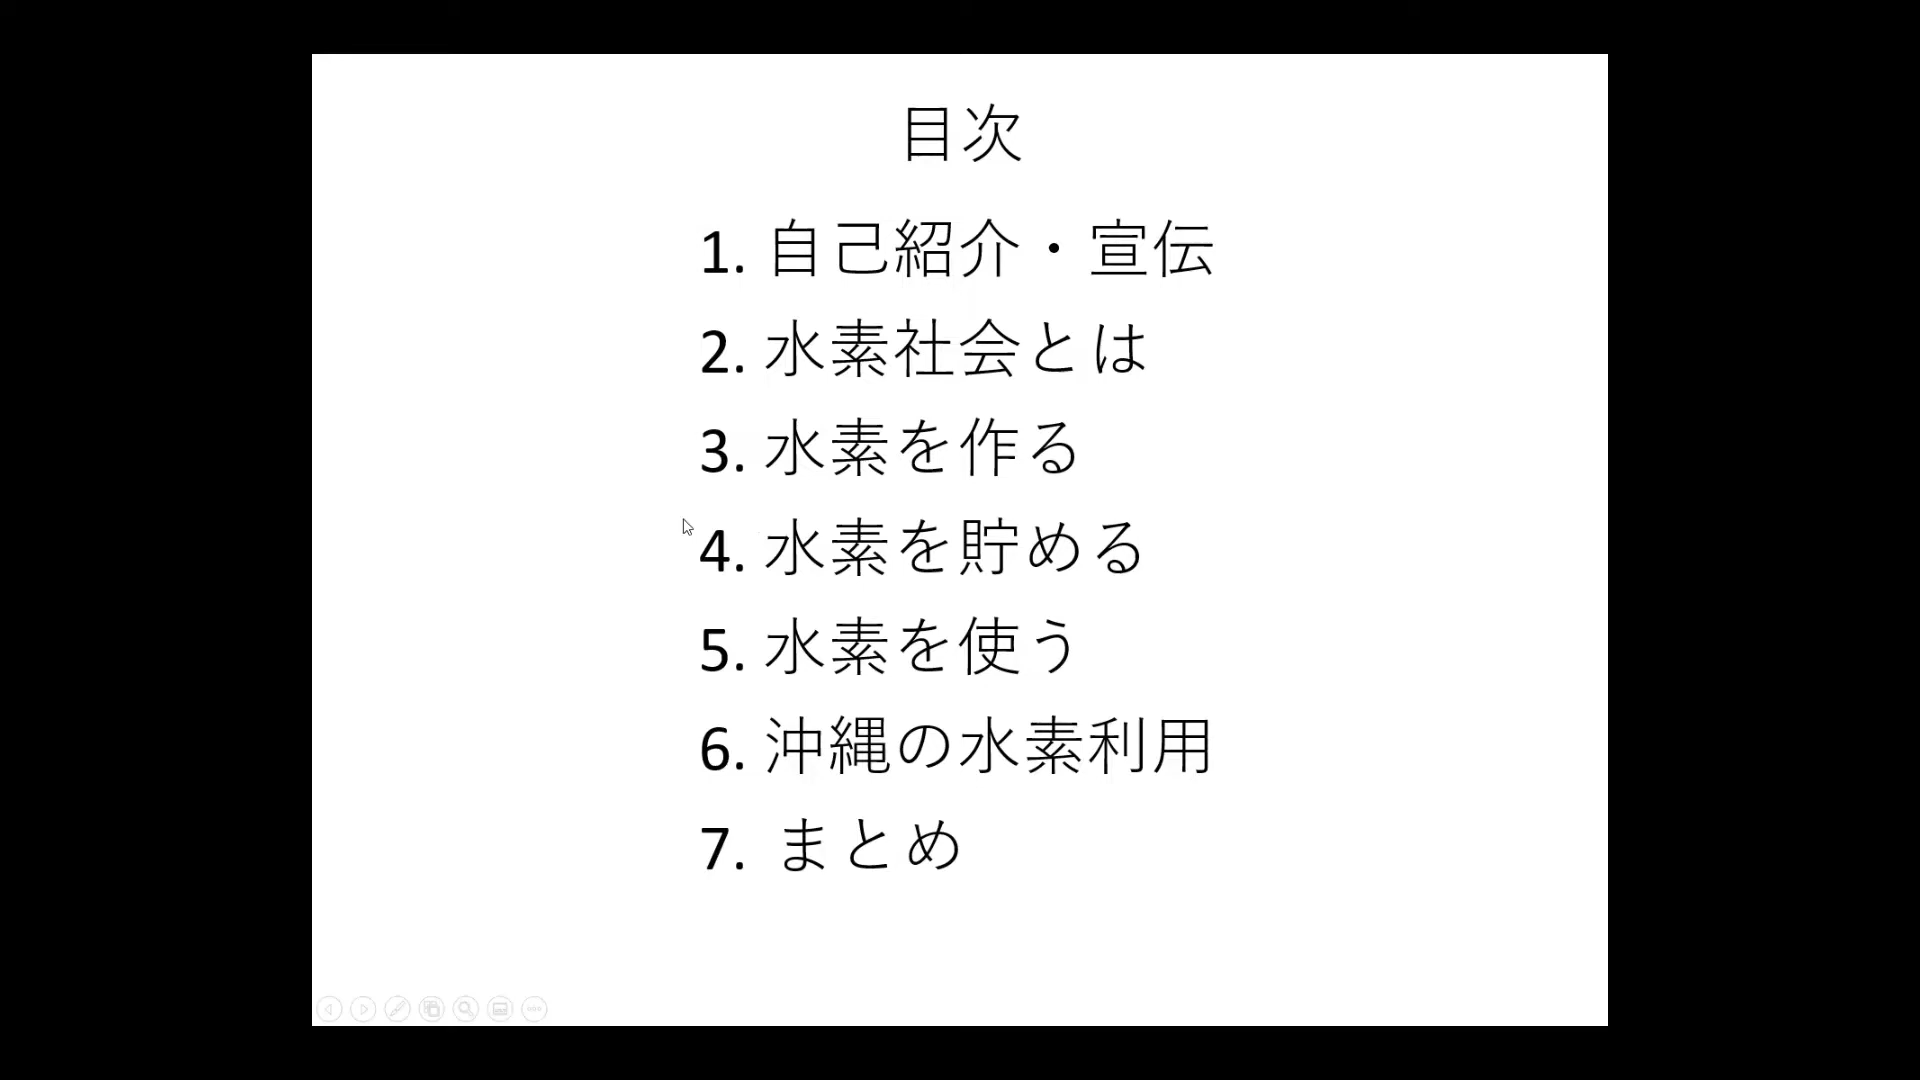 目次
1. 自己紹介・宣伝
2. 水素社会とは
3. 水素を作る
4. 水素を貯める
5. 水素を使う
6. 沖縄の水素利用
7. まとめ